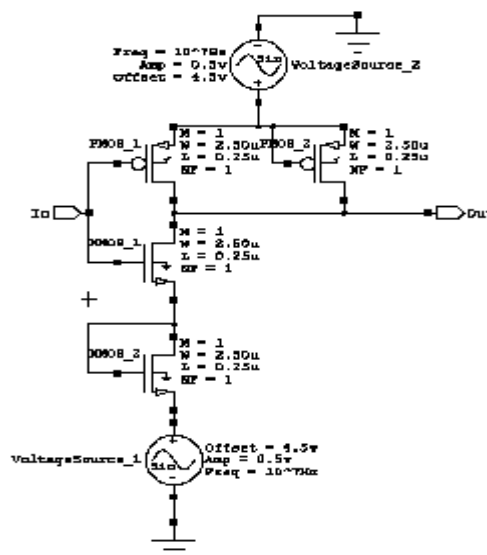 Freq = 10^7Hz
Amp = 0.5v
Offset = 4.5v
Sin
VoltageSource_2
PMOS_1
M = 1
W = 2.50u
L = 0.25u
NF = 1
PMOS_2
M = 1
W = 2.50u
L = 0.25u
NF = 1
In
Out
NMOS_1
M = 1
W = 2.50u
L = 0.25u
NF = 1
NMOS_2
M = 1
W = 2.50u
L = 0.25u
NF = 1
VoltageSource_1
Sin
Offset = 4.5v
Amp = 0.5v
Freq = 10^7Hz